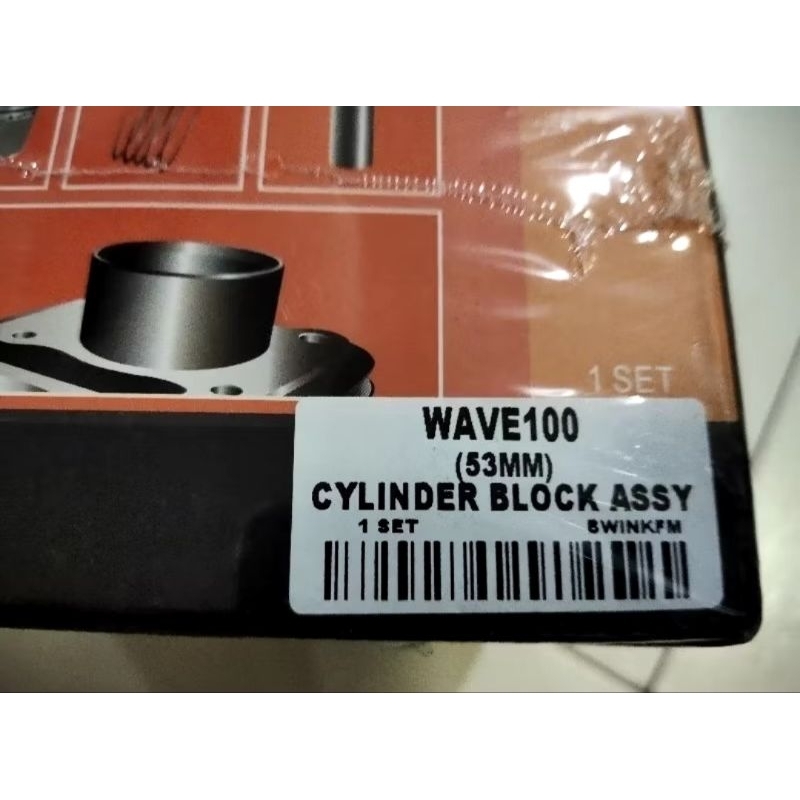 1 SET
WAVE100
(53MM)
CYLINDER BLOCK ASSY
1 SET SWINKFM